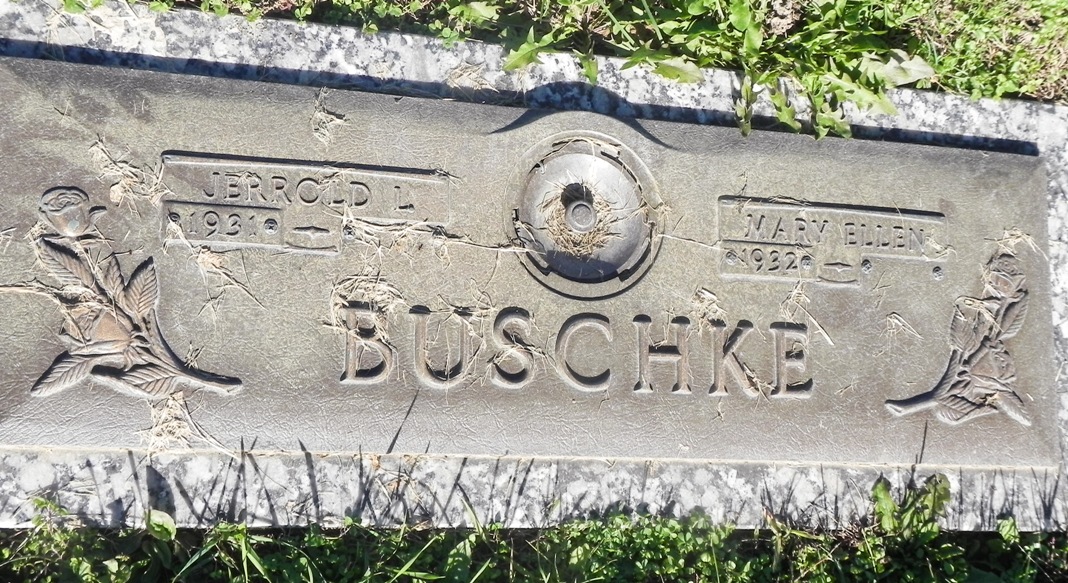 JERROLD L.
1931
MARY ELLEN
1932
BUSCHKE